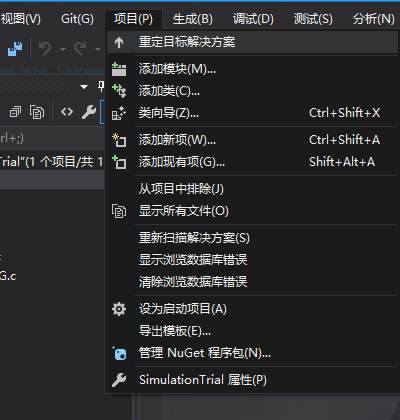 视图(V) Git(G) 项目(P) 生成(B) 调试(D) 测试(S) 分析(N)
重定目标解决方案
添加模块(M)...
添加类(C)...
类向导(Z)... Ctrl+Shift+X
添加新项(W)... Ctrl+Shift+A
rl+;)
rial"(1 个项目/共 1
添加现有项(G)... Shift+Alt+A
从项目中排除(J)
显示所有文件(O)
重新扫描解决方案(S)
显示浏览数据库错误
G.c
清除浏览数据库错误
设为启动项目(A)
导出模板(E)...
管理 NuGet 程序包(N)...
SimulationTrial 属性(P)